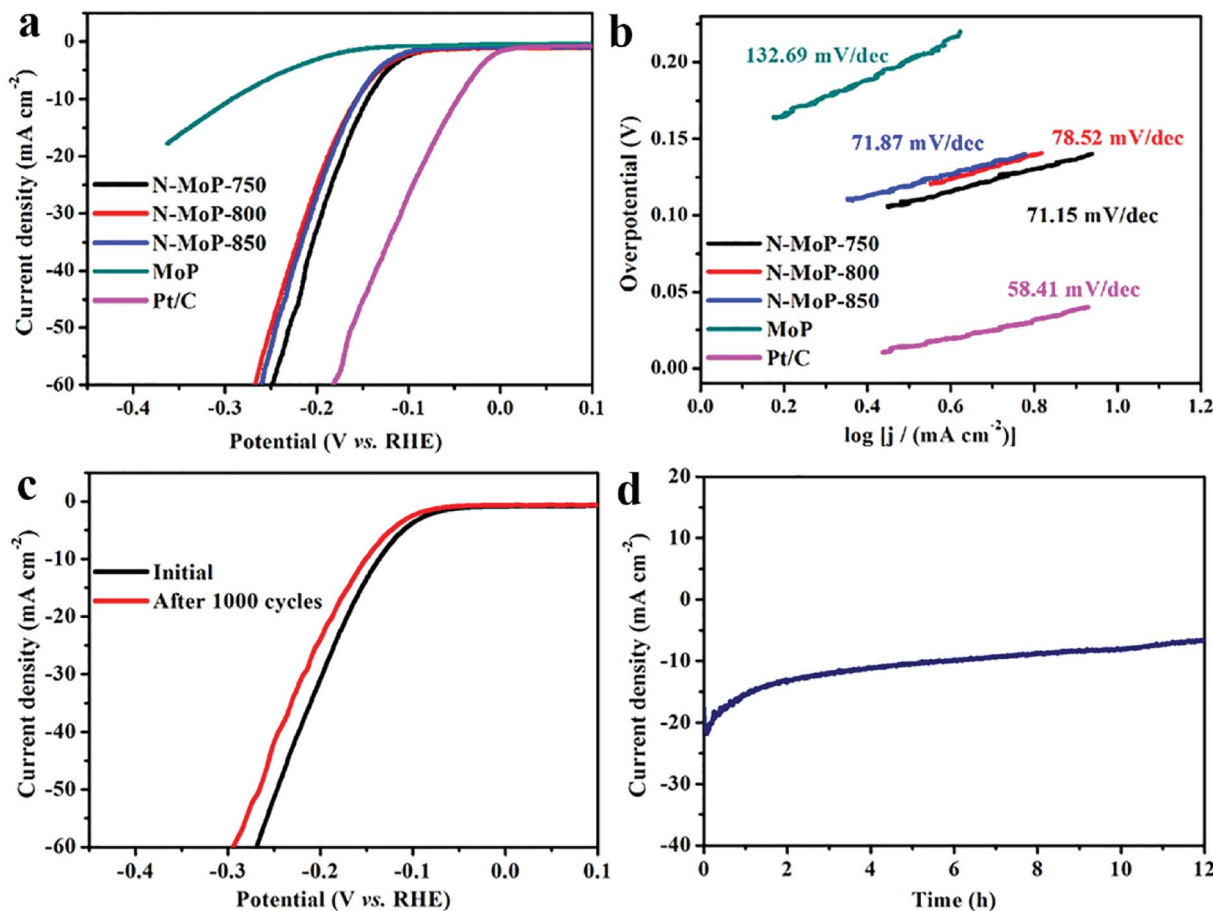 a
Current density (mA cm⁻²)
0
-10
-20
-30
-40
-50
-60
N-MoP-750
N-MoP-800
N-MoP-850
MoP
Pt/C
-0.4
-0.3
-0.2
-0.1
0.0
0.1
Potential (V vs. RHE)
b
Overpotential (V)
0.20
0.15
0.10
0.05
0.00
132.69 mV/dec
71.87 mV/dec
78.52 mV/dec
71.15 mV/dec
58.41 mV/dec
N-MoP-750
N-MoP-800
N-MoP-850
MoP
Pt/C
0.0
0.2
0.4
0.6
0.8
1.0
1.2
log [j / (mA cm⁻²)]
c
Current density (mA cm⁻²)
0
-10
-20
-30
-40
-50
-60
Initial
After 1000 cycles
-0.4
-0.3
-0.2
-0.1
0.0
0.1
Potential (V vs. RHE)
d
Current density (mA cm⁻²)
20
10
0
-10
-20
-30
-40
0
2
4
6
8
10
12
Time (h)